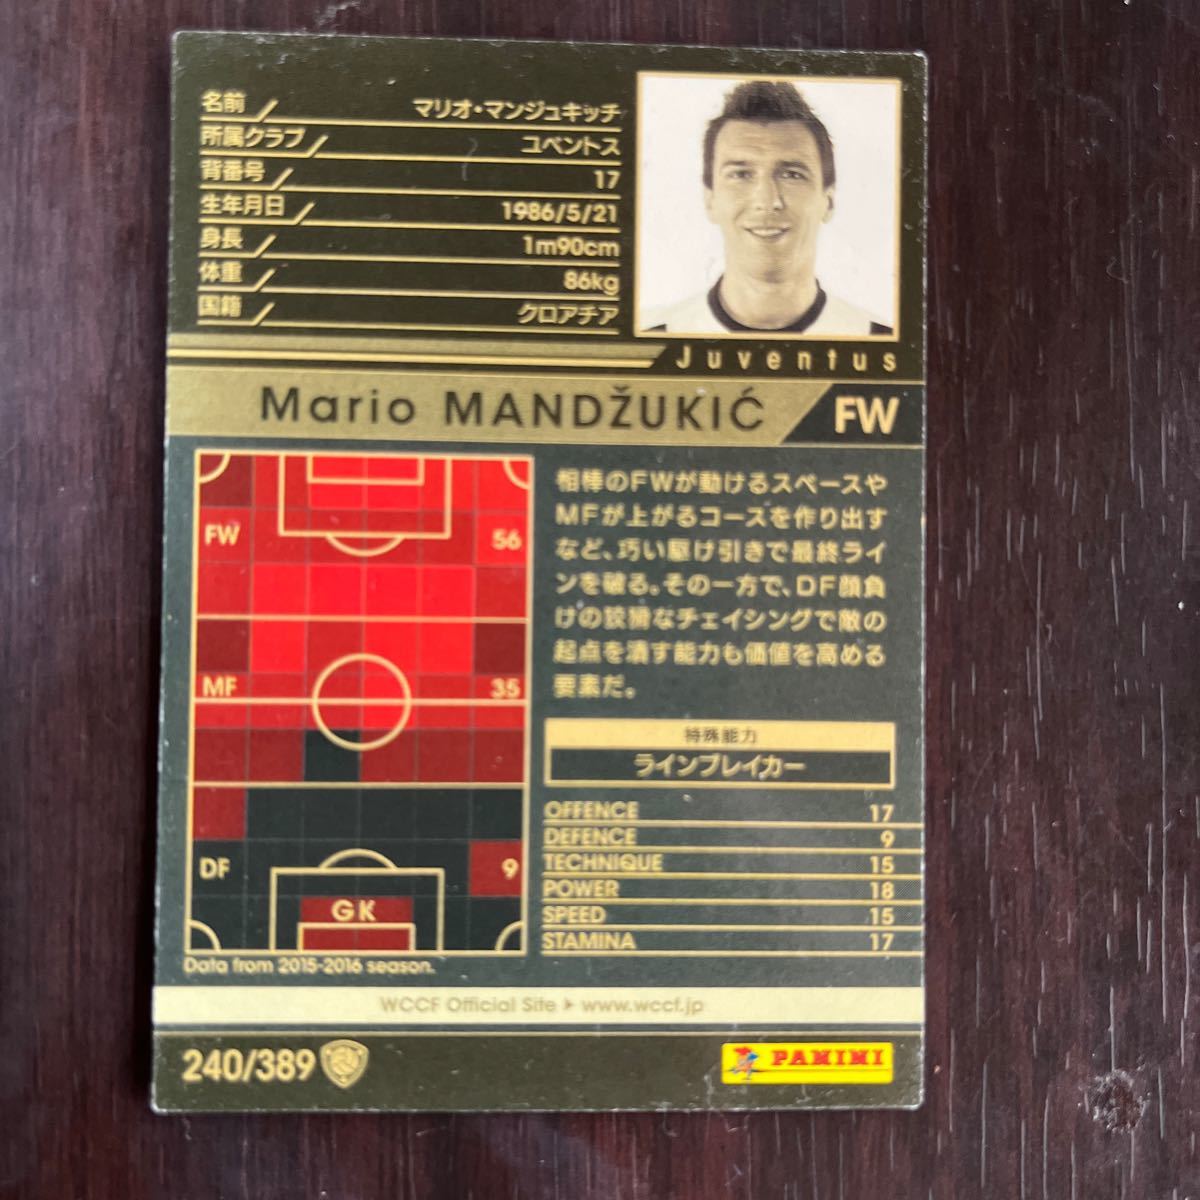 名前 マリオ・マンジュキッチ
所属クラブ ユベントス
背番号 17
生年月日 1986/5/21
身長 1m90cm
体重 86kg
国籍 クロアチア
Juventus
Mario MANDŽUKIĆ FW
FW 56
MF 35
DF 9
GK
Data from 2015-2016 season.
相棒のFWが動けるスペースや
MFが上がるコースを作り出す
など、巧い駆け引きで最終ライ
ンを破る。その一方で、DF顔負
けの狡猾なチェイシングで敵の
起点を潰す能力も価値を高める
要素だ。
特殊能力
ラインブレイカー
OFFENCE 17
DEFENCE 9
TECHNIQUE 15
POWER 18
SPEED 15
STAMINA 17
WCCF Official Site ▶ www.wccf.jp
240/389
PANINI